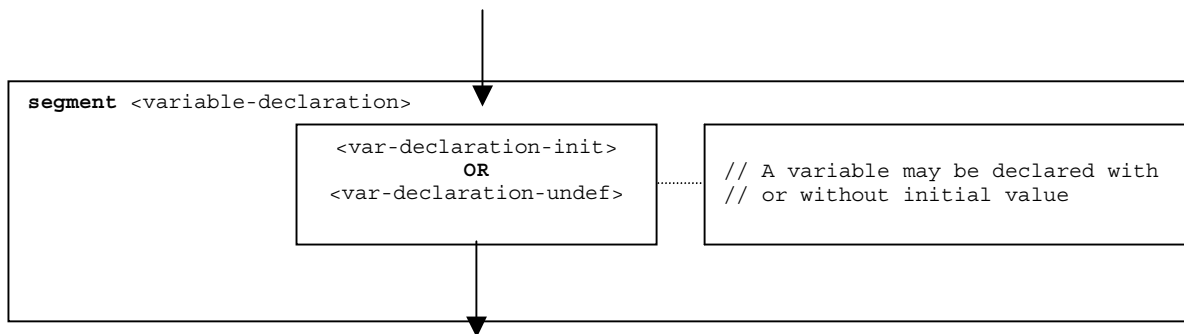 segment <variable-declaration>
<var-declaration-init>
OR
<var-declaration-undef>
// A variable may be declared with
// or without initial value